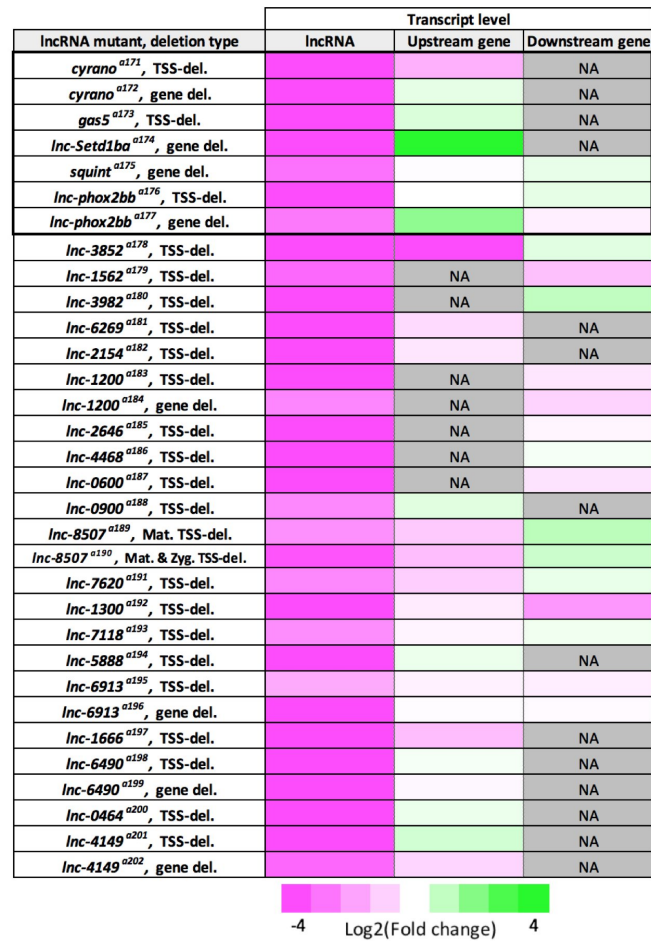 Transcript level
lncRNA mutant, deletion type lncRNA Upstream gene Downstream gene
cyrano a171, TSS-del. NA
cyrano a172, gene del. NA
gas5 a173, TSS-del. NA
lnc-Setd1ba a174, gene del. NA
squint a175, gene del.
lnc-phox2bb a176, TSS-del.
lnc-phox2bb a177, gene del.
lnc-3852 a178, TSS-del.
lnc-1562 a179, TSS-del. NA
lnc-3982 a180, TSS-del. NA
lnc-6269 a181, TSS-del. NA
lnc-2154 a182, TSS-del. NA
lnc-1200 a183, TSS-del. NA
lnc-1200 a184, gene del. NA
lnc-2646 a185, TSS-del. NA
lnc-4468 a186, TSS-del. NA
lnc-0600 a187, TSS-del. NA
lnc-0900 a188, TSS-del. NA
lnc-8507 a189, Mat. TSS-del.
lnc-8507 a190, Mat. & Zyg. TSS-del.
lnc-7620 a191, TSS-del.
lnc-1300 a192, TSS-del.
lnc-7118 a193, TSS-del.
lnc-5888 a194, TSS-del. NA
lnc-6913 a195, TSS-del.
lnc-6913 a196, gene del.
lnc-1666 a197, TSS-del. NA
lnc-6490 a198, TSS-del. NA
lnc-6490 a199, gene del. NA
lnc-0464 a200, TSS-del. NA
lnc-4149 a201, TSS-del. NA
lnc-4149 a202, gene del. NA
-4 Log2(Fold change) 4